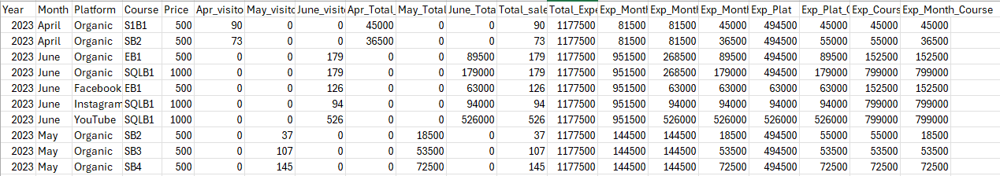 Year Month Platform Course Price Apr_visito May_visito June_visit Apr_Total_ May_Total June_Tota Total_sale Total_Expe Exp_Mont Exp_Mont Exp_Mont Exp_Plat Exp_Plat_C Exp_Cours Exp_Month_Course
2023 April Organic S1B1 500 90 0 0 45000 0 0 90 1177500 81500 81500 45000 494500 45000 45000 45000
2023 April Organic SB2 500 73 0 0 36500 0 0 73 1177500 81500 81500 36500 494500 55000 55000 36500
2023 June Organic EB1 500 0 0 179 0 0 89500 179 1177500 951500 268500 89500 494500 89500 152500 152500
2023 June Organic SQLB1 1000 0 0 179 0 0 179000 179 1177500 951500 268500 179000 494500 179000 799000 799000
2023 June Facebook EB1 500 0 0 126 0 0 63000 126 1177500 951500 63000 63000 63000 63000 152500 152500
2023 June Instagram SQLB1 1000 0 0 94 0 0 94000 94 1177500 951500 94000 94000 94000 94000 799000 799000
2023 June YouTube SQLB1 1000 0 0 526 0 0 526000 526 1177500 951500 526000 526000 526000 526000 799000 799000
2023 May Organic SB2 500 0 37 0 0 18500 0 37 1177500 144500 144500 18500 494500 55000 55000 18500
2023 May Organic SB3 500 0 107 0 0 53500 0 107 1177500 144500 144500 53500 494500 53500 53500 53500
2023 May Organic SB4 500 0 145 0 0 72500 0 145 1177500 144500 144500 72500 494500 72500 72500 72500